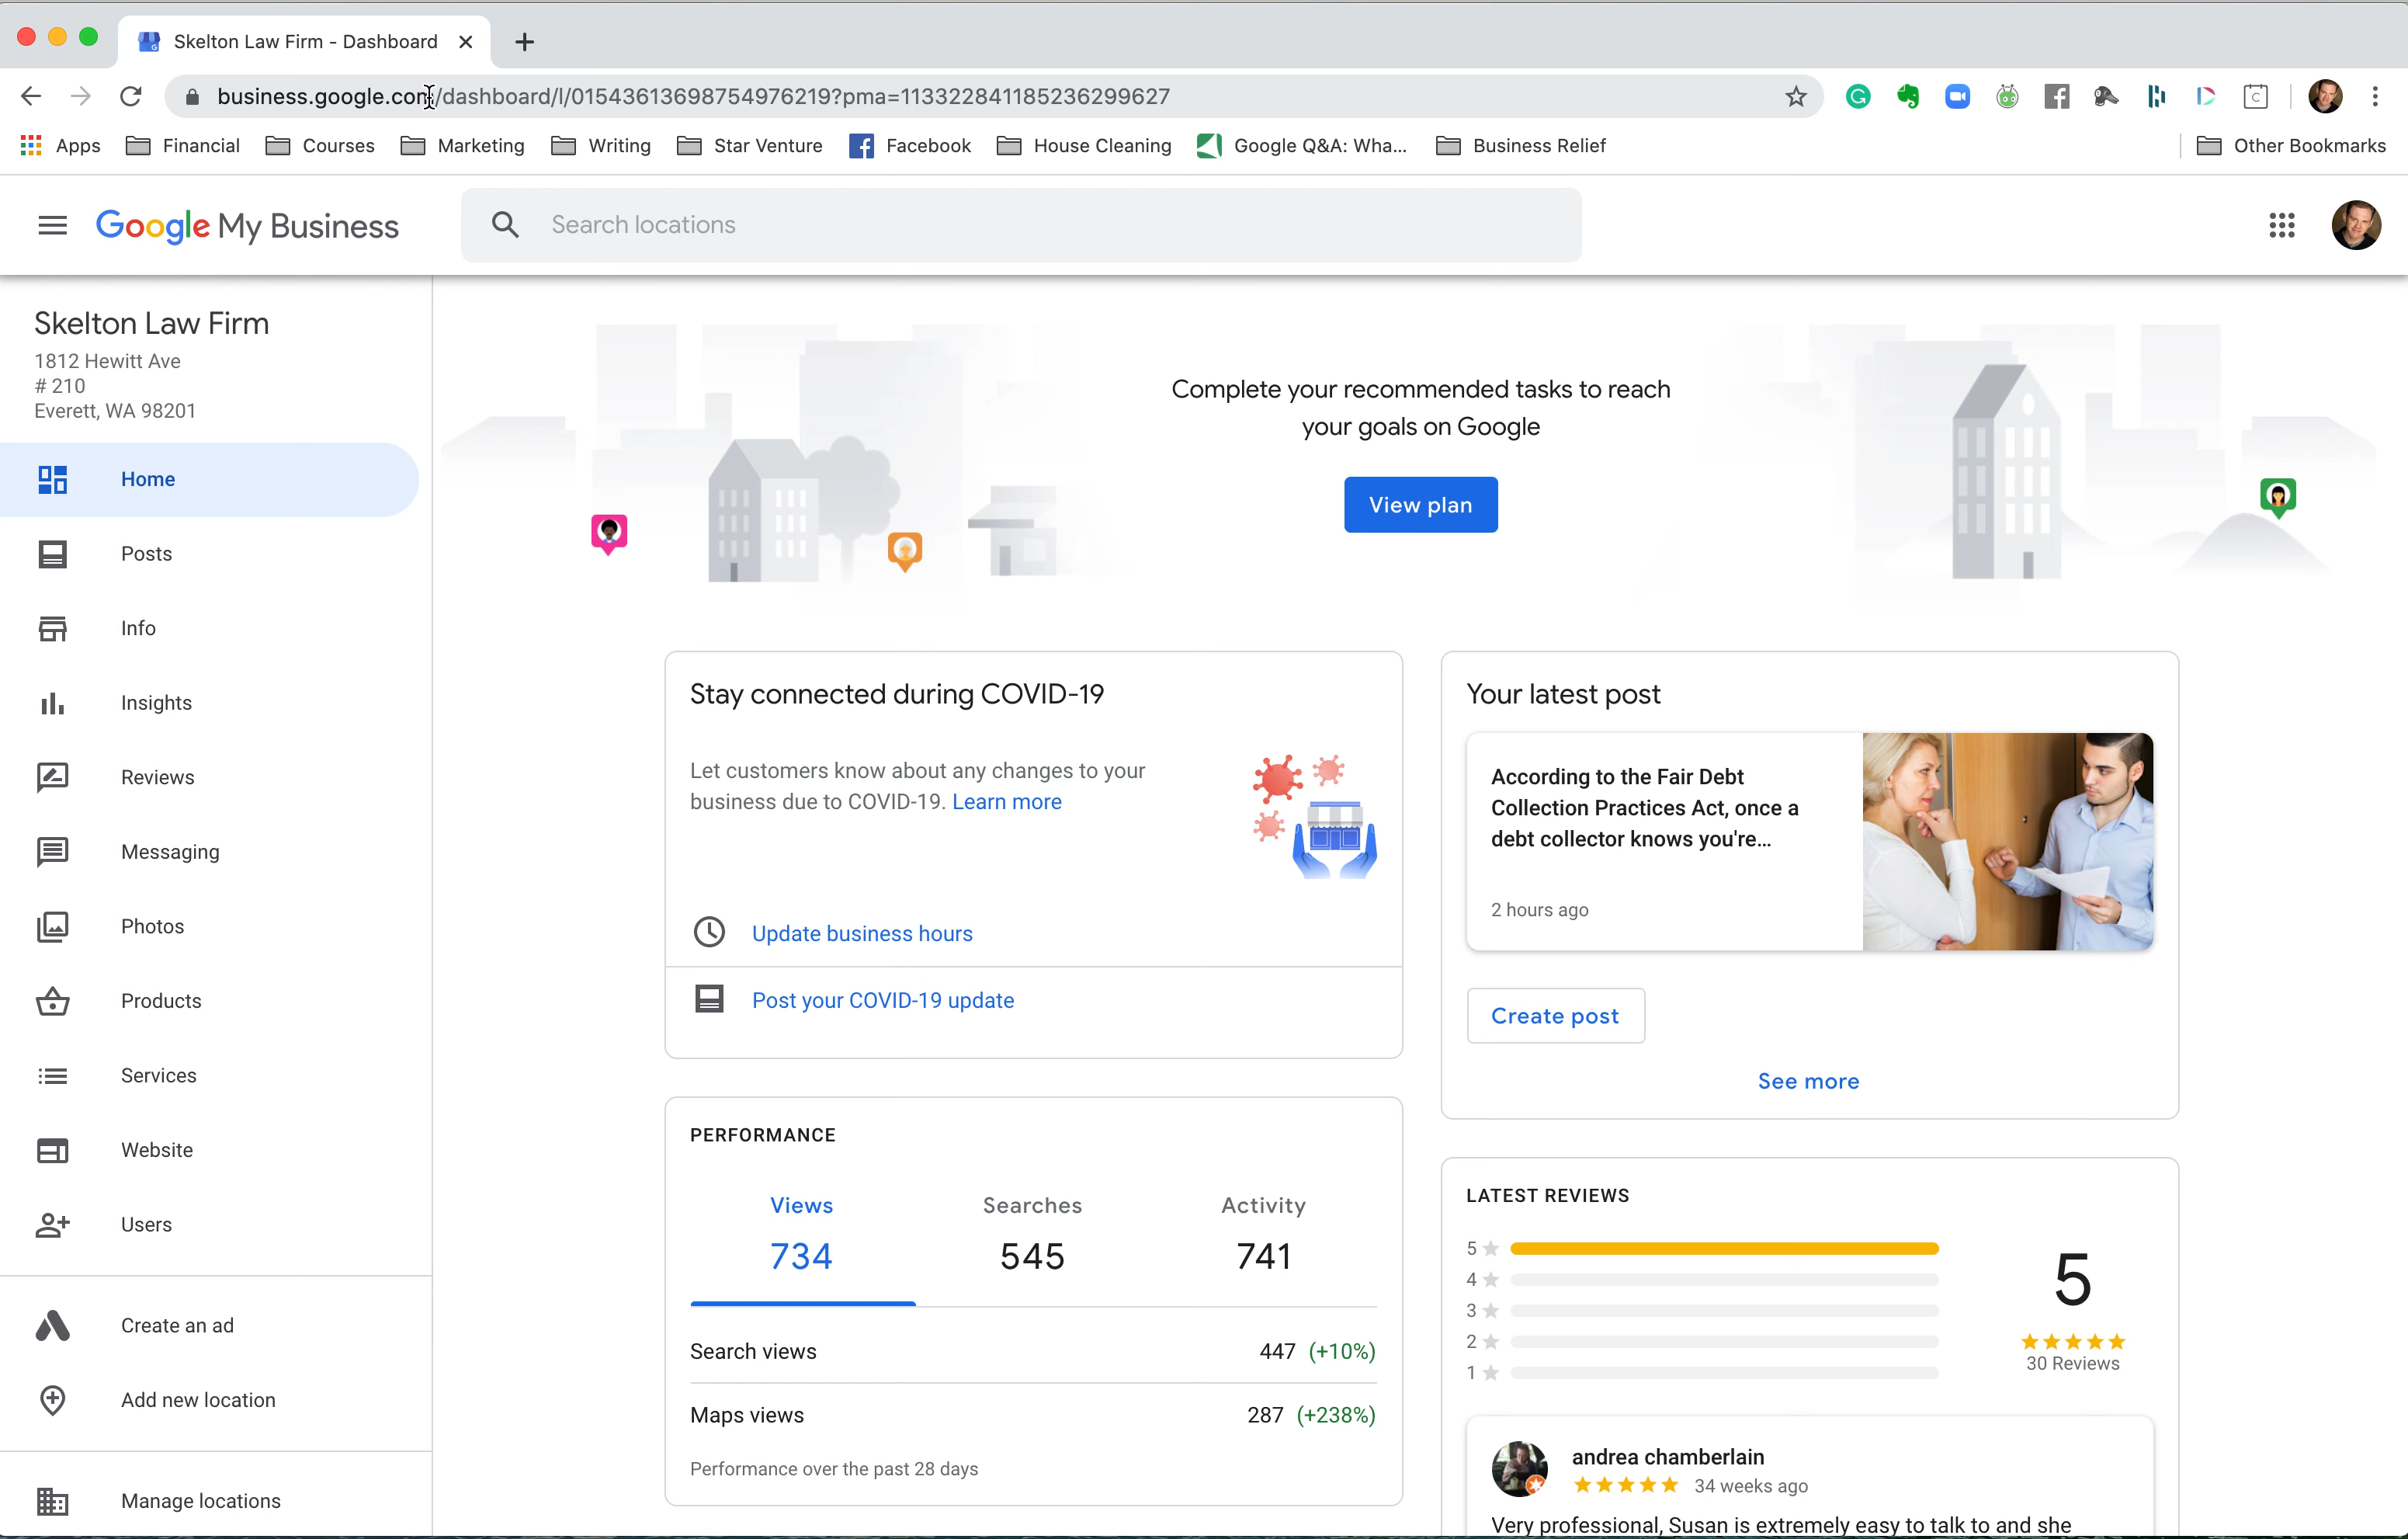 Skelton Law Firm - Dashboard
business.google.com/dashboard/l/01543613698754976219?pma=113322841185236299627
Apps
Financial
Courses
Marketing
Writing
Star Venture
Facebook
House Cleaning
Google Q&A: Wha...
Business Relief
Other Bookmarks
Google My Business
Search locations
Skelton Law Firm
1812 Hewitt Ave
# 210
Everett, WA 98201
Home
Posts
Info
Insights
Reviews
Messaging
Photos
Products
Services
Website
Users
Create an ad
Add new location
Manage locations
Complete your recommended tasks to reach
your goals on Google
View plan
Stay connected during COVID-19
Let customers know about any changes to your
business due to COVID-19. Learn more
Update business hours
Post your COVID-19 update
PERFORMANCE
Views Searches Activity
734 545 741
Search views 447 (+10%)
Maps views 287 (+238%)
Performance over the past 28 days
Your latest post
According to the Fair Debt
Collection Practices Act, once a
debt collector knows you're...
2 hours ago
Create post
See more
LATEST REVIEWS
5
4
3
2
1
5
30 Reviews
andrea chamberlain
34 weeks ago
Very professional, Susan is extremely easy to talk to and she